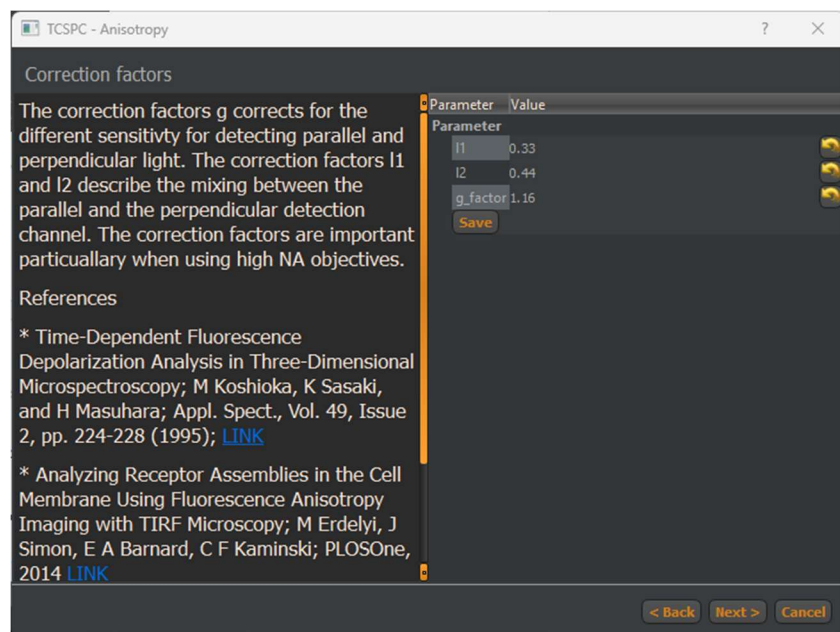 TCSPC - Anisotropy
?
Correction factors
The correction factors g corrects for the
different sensitivty for detecting parallel and
perpendicular light. The correction factors l1
and l2 describe the mixing between the
parallel and the perpendicular detection
channel. The correction factors are important
particuallary when using high NA objectives.
References
* Time-Dependent Fluorescence
Depolarization Analysis in Three-Dimensional
Microspectroscopy; M Koshioka, K Sasaki,
and H Masuhara; Appl. Spect., Vol. 49, Issue
2, pp. 224-228 (1995); LINK
* Analyzing Receptor Assemblies in the Cell
Membrane Using Fluorescence Anisotropy
Imaging with TIRF Microscopy; M Erdelyi, J
Simon, E A Barnard, C F Kaminski; PLOSOne,
2014 LINK
Parameter Value
Parameter
l1 0.33
l2 0.44
g_factor 1.16
Save
< Back Next > Cancel